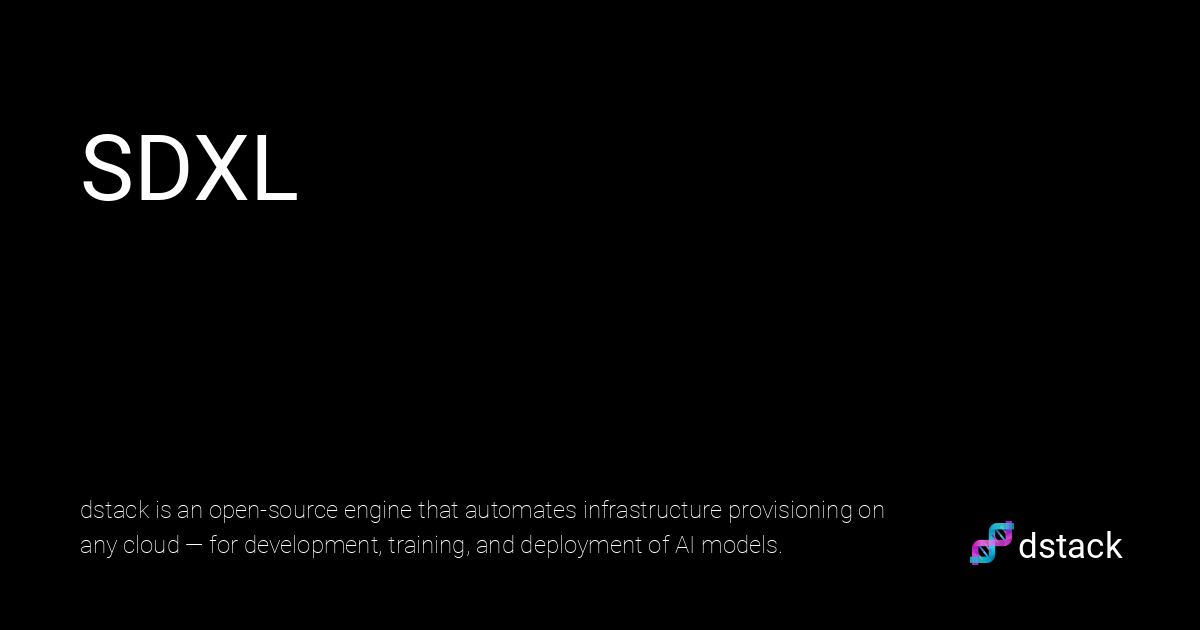 SDXL
dstack is an open-source engine that automates infrastructure provisioning on
any cloud — for development, training, and deployment of AI models.
dstack